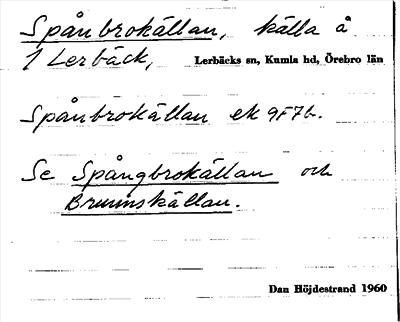 Spånbrokällan, källa å
1 Lerbäck, Lerbäcks sn, Kumla hd, Örebro län
Spånbrokällan ek 9F7b.
Se Spångbrokällan och
Brunnskällan.
Dan Höjdestrand 1960